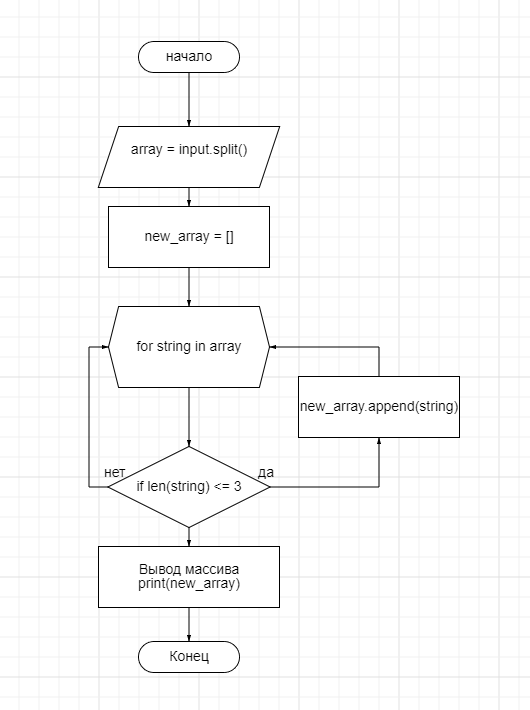 начало
array = input.split()
new_array = []
for string in array
new_array.append(string)
нет
да
if len(string) <= 3
Вывод массива
print(new_array)
Конец